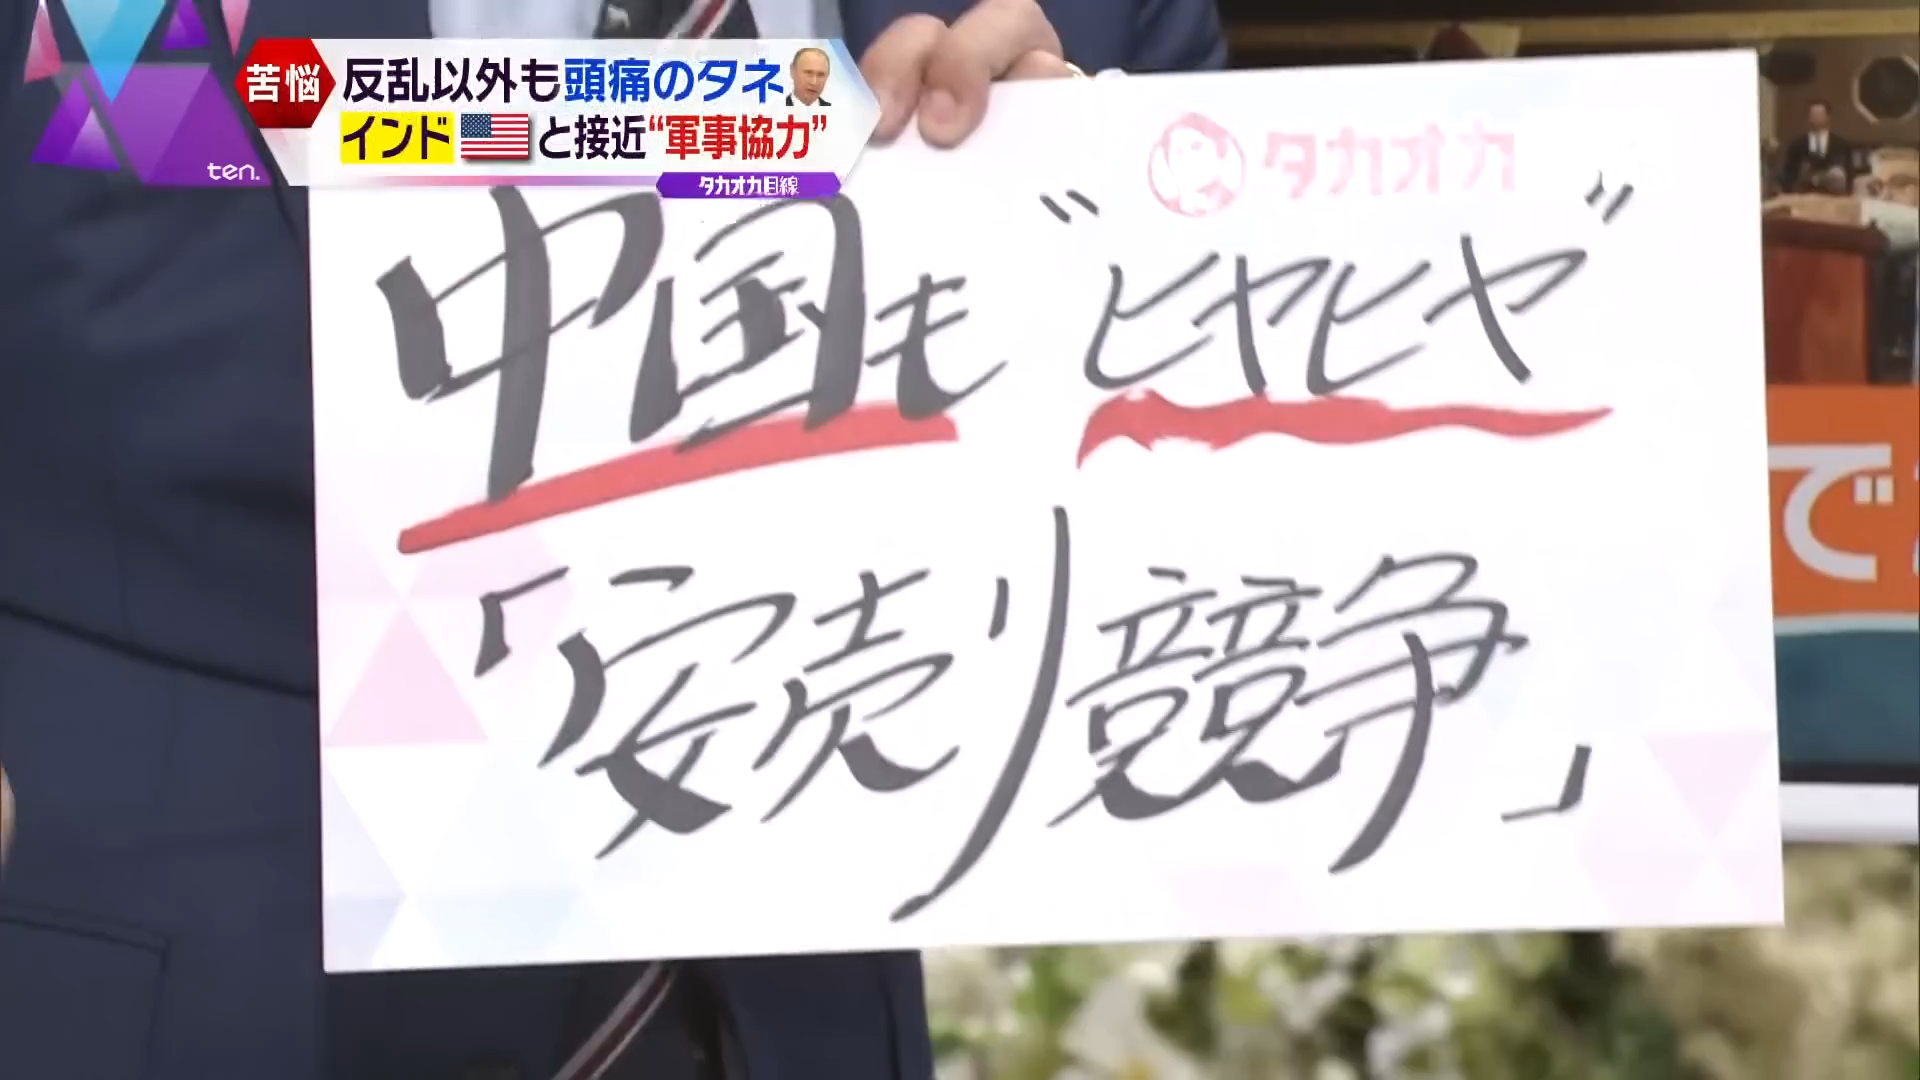 苦悩
反乱以外も頭痛のタネ
インド と接近“軍事協力”
タカオカ目線
ten.
タカオカ
中国も “ヒヤヒヤ”
「安売り競争」
で